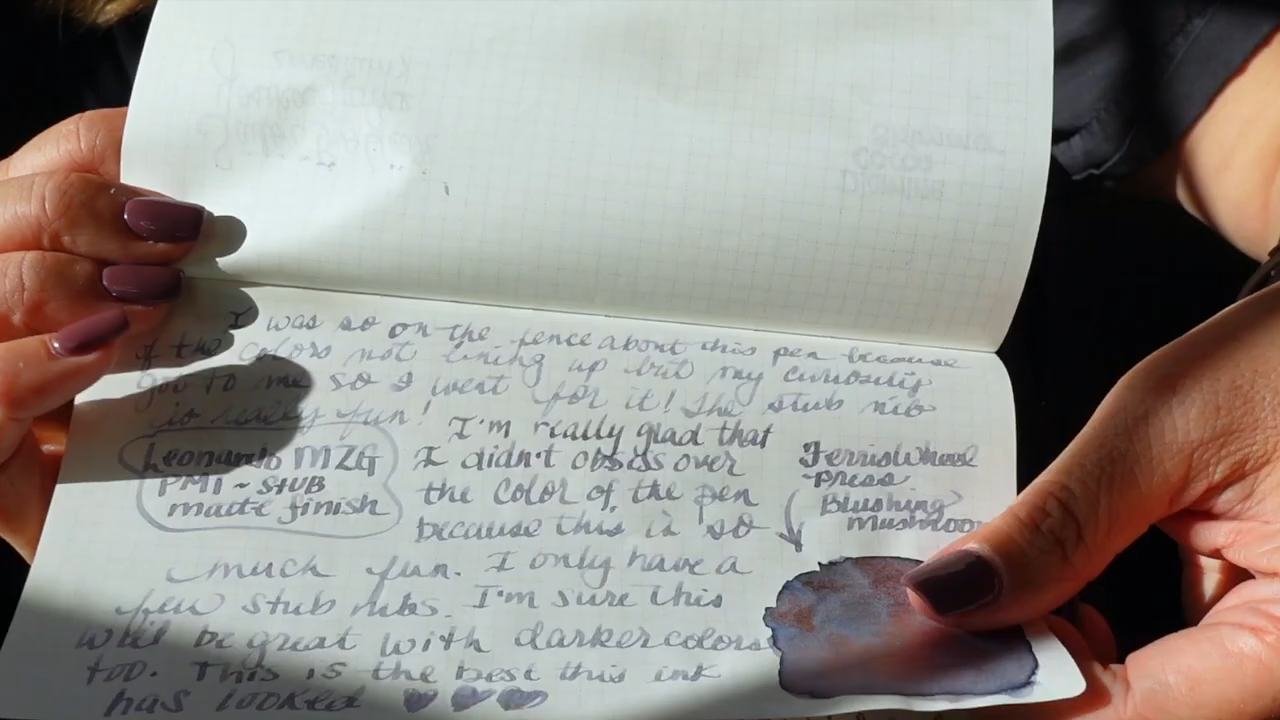 I was so on the fence about this pen because
of the colors not lining up but my curiosity
got to me so I went for it! The stub nib
is really fun!
Leonardo MZG
PM1 ~ STUB
matte finish
I'm really glad that
I didn't obsess over
the color of the pen
because this is so
much fun. I only have a
few stub nibs. I'm sure this
will be great with darker colors
too. This is the best this ink
has looked
Ferris Wheel
Press
Blushing
Mushroom